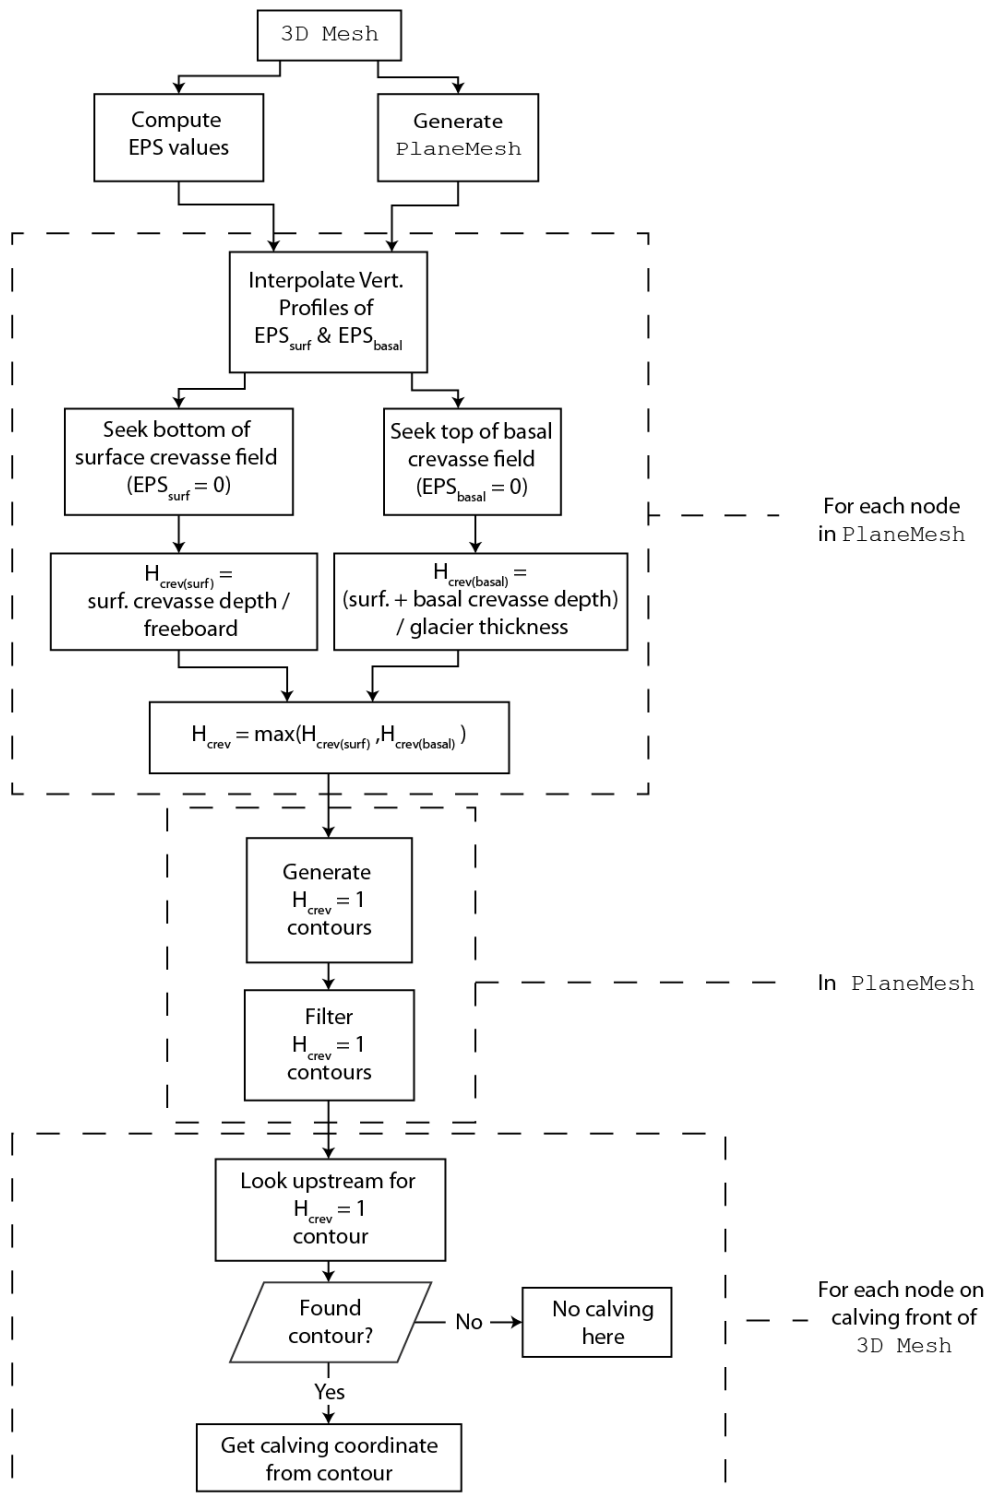 3D Mesh
Compute
EPS values
Generate
PlaneMesh
Interpolate Vert.
Profiles of
EPSsurf & EPSbasal
Seek bottom of
surface crevasse field
(EPSsurf = 0)
Seek top of basal
crevasse field
(EPSbasal = 0)
For each node
in PlaneMesh
Hcrev(surf) =
surf. crevasse depth /
freeboard
Hcrev(basal) =
(surf. + basal crevasse depth)
/ glacier thickness
Hcrev = max(Hcrev(surf) ,Hcrev(basal) )
Generate
Hcrev = 1
contours
In PlaneMesh
Filter
Hcrev = 1
contours
Look upstream for
Hcrev = 1
contour
Found
contour?
No
No calving
here
For each node on
calving front of
3D Mesh
Yes
Get calving coordinate
from contour